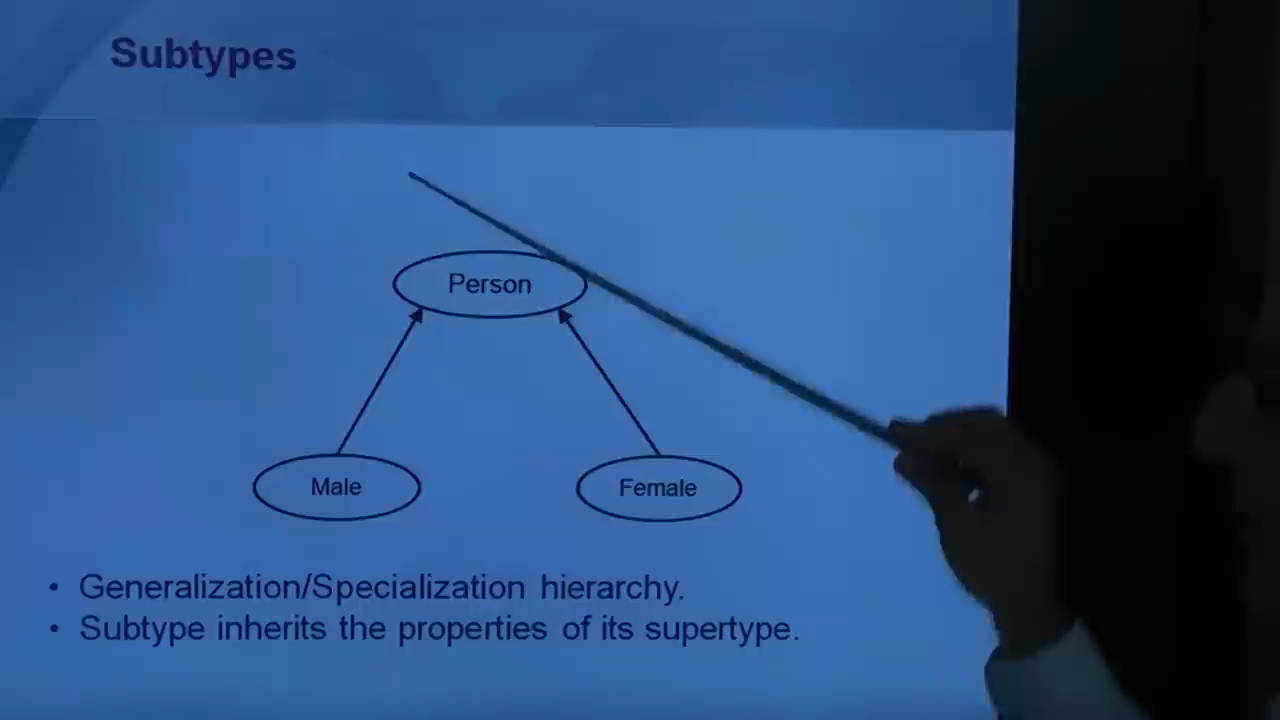 Subtypes
Person
Male
Female
• Generalization/Specialization hierarchy.
• Subtype inherits the properties of its supertype.